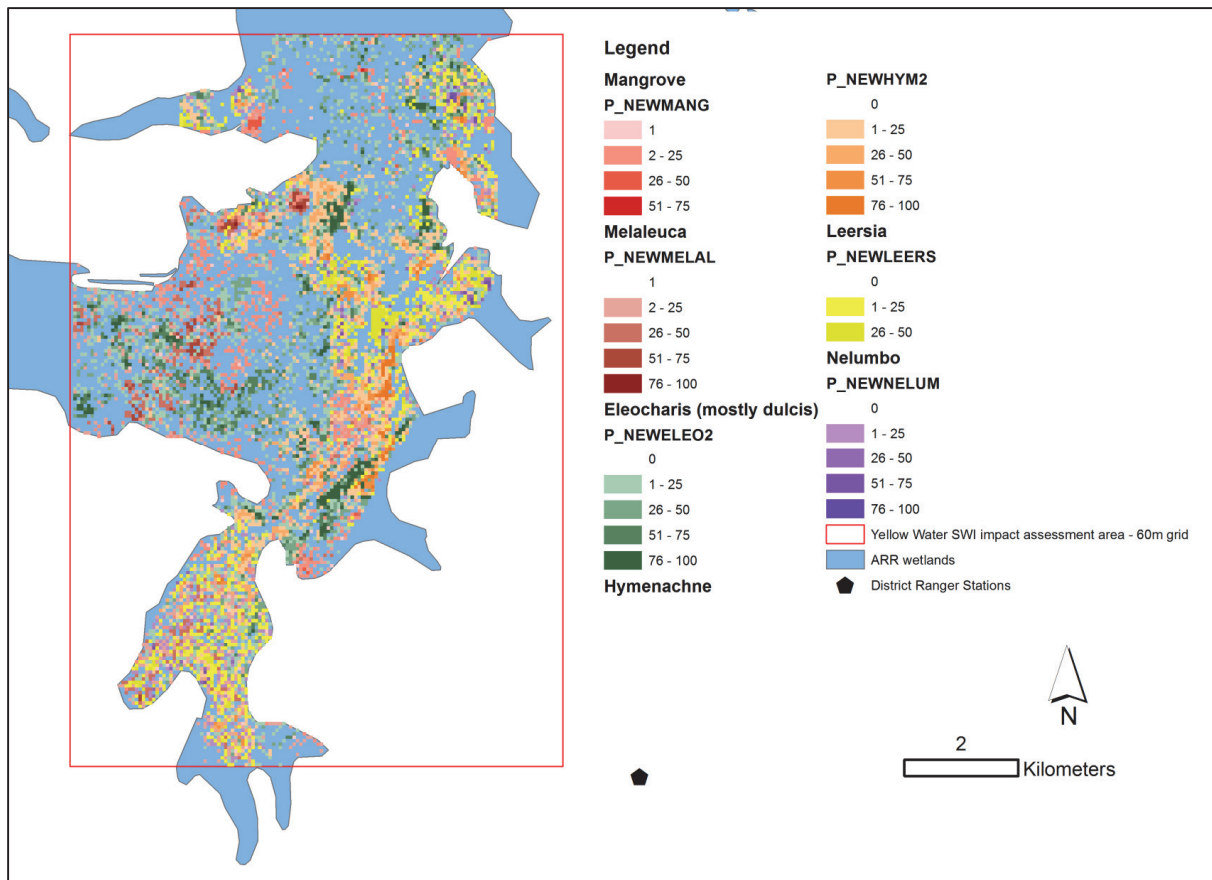 Legend
Mangrove
P_NEWMANG
1
2 - 25
26 - 50
51 - 75
Melaleuca
P_NEWMELAL
1
2 - 25
26 - 50
51 - 75
76 - 100
Eleocharis (mostly dulcis)
P_NEWELEO2
0
1 - 25
26 - 50
51 - 75
76 - 100
Hymenachne
P_NEWHYM2
0
1 - 25
26 - 50
51 - 75
76 - 100
Leersia
P_NEWLEERS
0
1 - 25
26 - 50
Nelumbo
P_NEWNELUM
0
1 - 25
26 - 50
51 - 75
76 - 100
Yellow Water SWI impact assessment area - 60m grid
ARR wetlands
District Ranger Stations
N
2
Kilometers